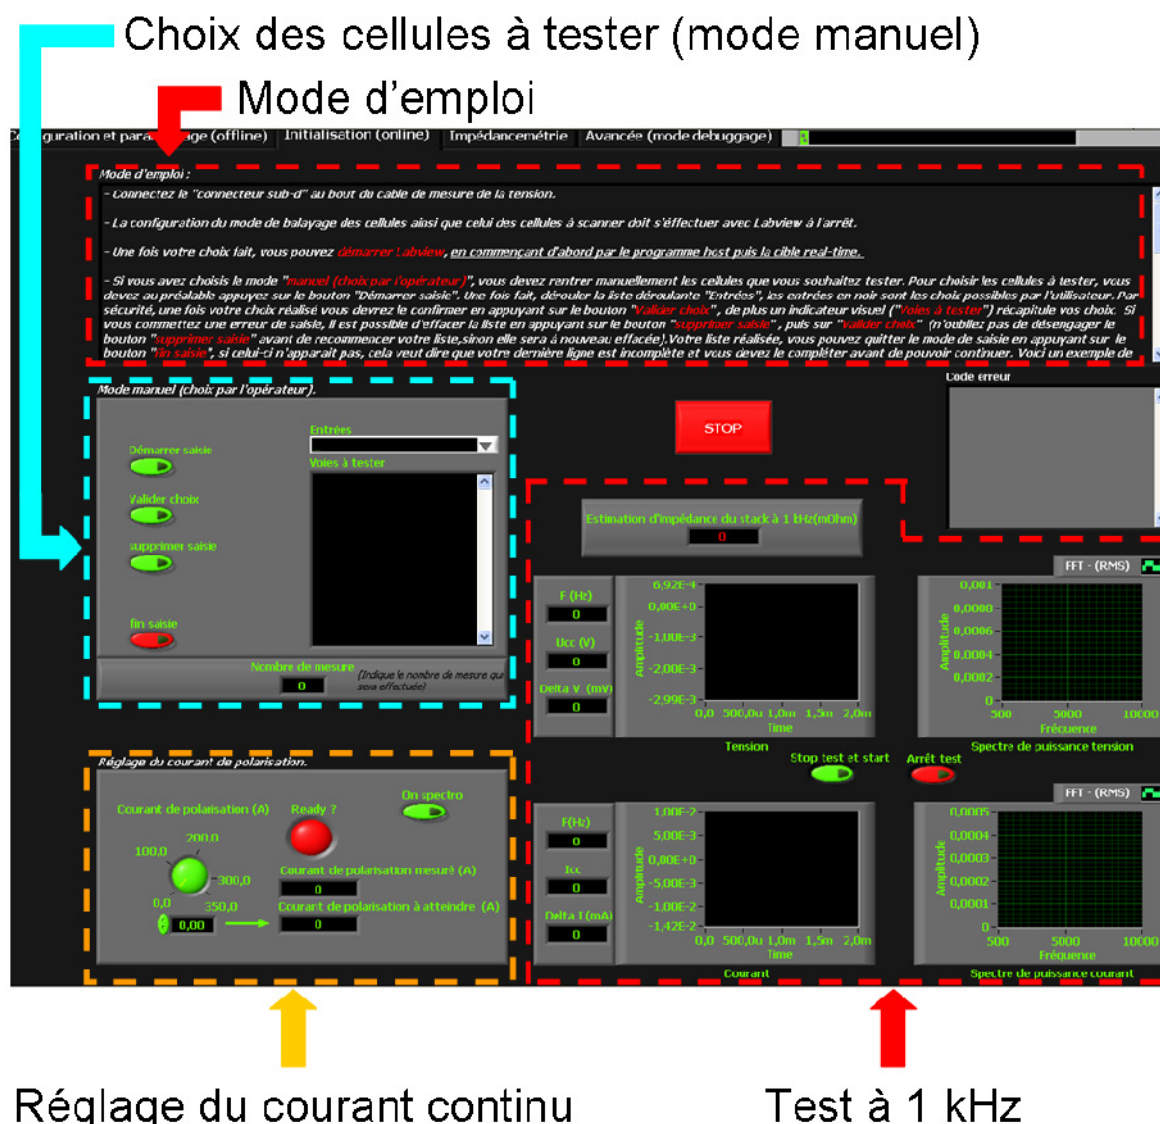 Choix des cellules à tester (mode manuel)
Mode d'emploi
Initialisation (online)
Impédancemétrie
Avancée (mode debuggage)
Mode d'emploi :
- Connectez le "connecteur sub-d" au bout du cable de mesure de la tension.
- La configuration du mode de balayage des cellules ainsi que celui des cellules à scanner doit s'éffectuer avec Labview à l'arrêt.
- Une fois votre choix fait, vous pouvez démarrer Labview, en commençant d'abord par le programme host puis la cible real-time.
- Si vous avez choisis le mode "manuel (choix par l'opérateur)", vous devez rentrer manuellement les cellules que vous souhaitez tester. Pour choisir les cellules à tester, vous
devez au préalable appuyez sur le bouton "Démarrer saisie". Une fois fait, dérouler la liste déroulante "Entrées", les entrées en noir sont les choix possibles par l'utilisateur. Par
sécurité, une fois votre choix réalisé vous devrez le confirmer en appuyant sur le bouton "Valider choix", de plus un indicateur visuel ("Voies à tester") récapitule vos choix. Si
vous commettez une erreur de saisie, il est possible d'effacer la liste en appuyant sur le bouton "supprimer saisie", puis sur "valider choix" (n'oubliez pas de désengager le
bouton "supprimer saisie" avant de recommencer votre liste,sinon elle sera à nouveau effacée).Votre liste réalisée, vous pouvez quitter le mode de saisie en appuyant sur le
bouton "fin saisie", si celui-ci n'apparait pas, cela veut dire que votre dernière ligne est incomplète et vous devez le compléter avant de pouvoir continuer. Voici un exemple de
Mode manuel (choix par l'opérateur).
Code erreur
STOP
Entrées
Démarrer saisie
Voies à tester
Valider choix
supprimer saisie
fin saisie
Nombre de mesure
0
(Indique le nombre de mesure qui
sera effectuée)
Estimation d'impédance du stack à 1 kHz(mOhm)
0
F (Hz)
0
Ucc (V)
0
Delta V (mV)
0
6,92E-4
0,00E+0
-1,00E-3
-2,00E-3
-2,99E-3
Amplitude
0,0 500,0u 1,0m 1,5m 2,0m
Time
Tension
FFT - (RMS)
0,001
0,0008
0,0006
0,0004
0,0002
0
Amplitude
500 5000 10000
Fréquence
Spectre de puissance tension
Stop test et start
Arrêt test
Réglage du courant de polarisation.
Courant de polarisation (A)
Ready ?
On spectro
0,0
100,0
200,0
300,0
350,0
0,00
Courant de polarisation mesuré (A)
0
Courant de polarisation à atteindre (A)
0
F(Hz)
0
Icc
0
Delta I (mA)
0
1,00E-2
5,00E-3
0,00E+0
-5,00E-3
-1,00E-2
-1,42E-2
Amplitude
0,0 500,0u 1,0m 1,5m 2,0m
Time
Courant
FFT - (RMS)
0,0005
0,0004
0,0003
0,0002
0,0001
0
Amplitude
500 5000 10000
Fréquence
Spectre de puissance courant
Réglage du courant continu
Test à 1 kHz